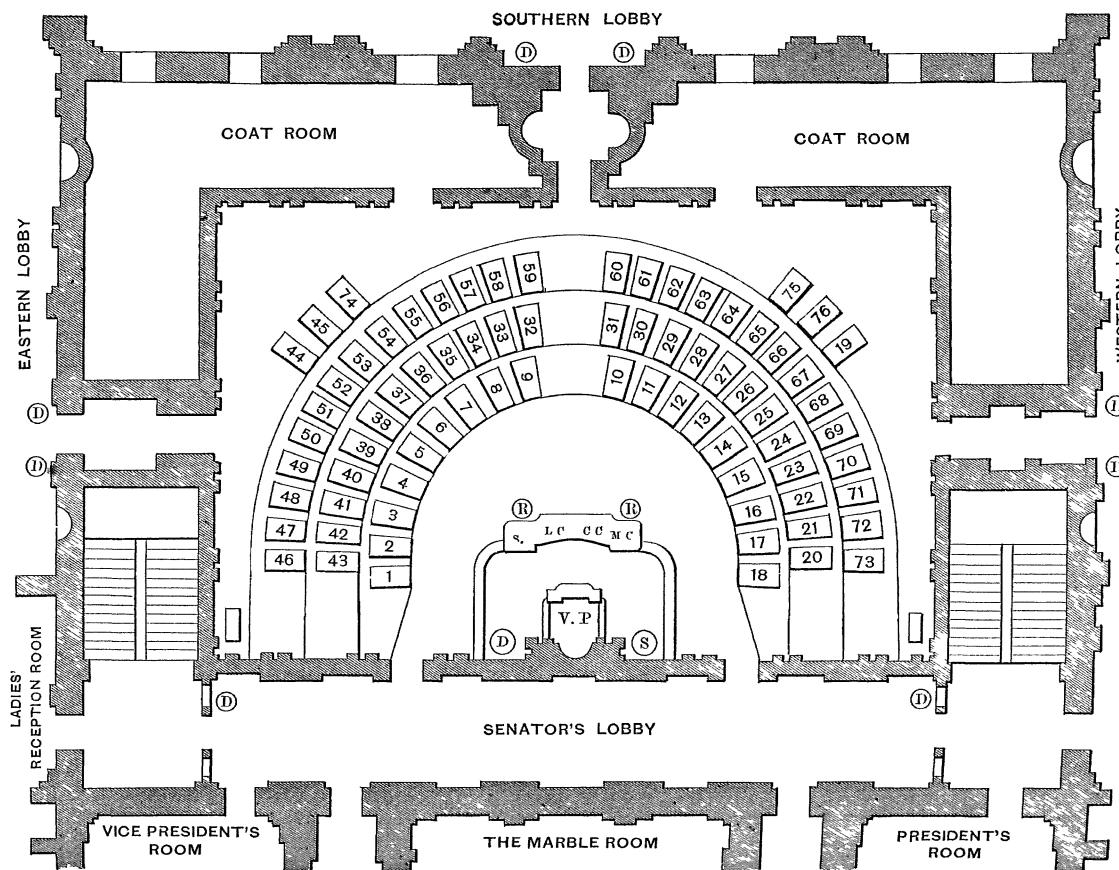 SOUTHERN LOBBY
D D
COAT ROOM
COAT ROOM
EASTERN LOBBY
WESTERN LOBBY
74 45 44
75 76 19
46 47 48 49 50 51 52 53 54 55 56 57 58 59 60 61 62 63 64 65 66 67 68 69 70 71 72 73
43 42 41 40 39 38 37 36 35 34 33 32 31 30 29 28 27 26 25 24 23 22 21 20
1 2 3 4 5 6 7 8 9 10 11 12 13 14 15 16 17 18
D
D
R R
S. L C C C M C
V. P
D S
LADIES'
RECEPTION ROOM
D D
SENATOR'S LOBBY
VICE PRESIDENT'S
ROOM
THE MARBLE ROOM
PRESIDENT'S
ROOM